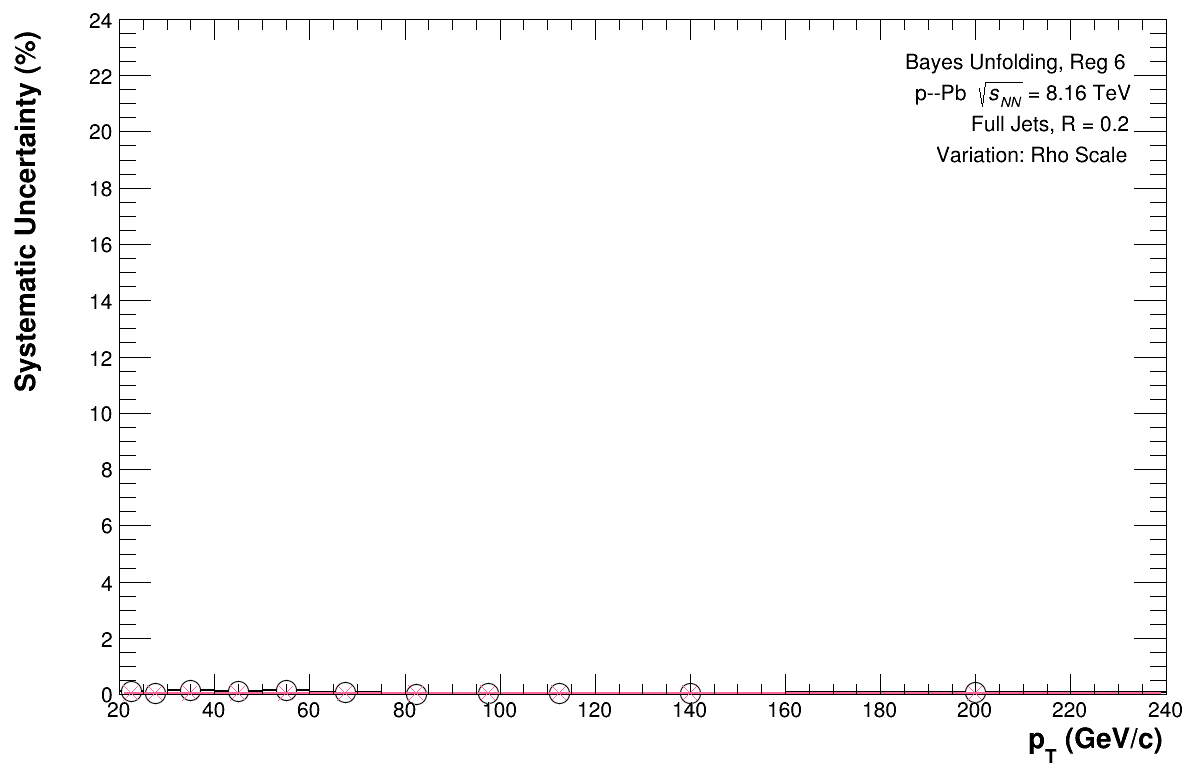 Systematic Uncertainty (%)
24
22
20
18
16
14
12
10
8
6
4
2
0
Bayes Unfolding, Reg 6
p--Pb √sNN = 8.16 TeV
Full Jets, R = 0.2
Variation: Rho Scale
20 40 60 80 100 120 140 160 180 200 220 240
pT (GeV/c)